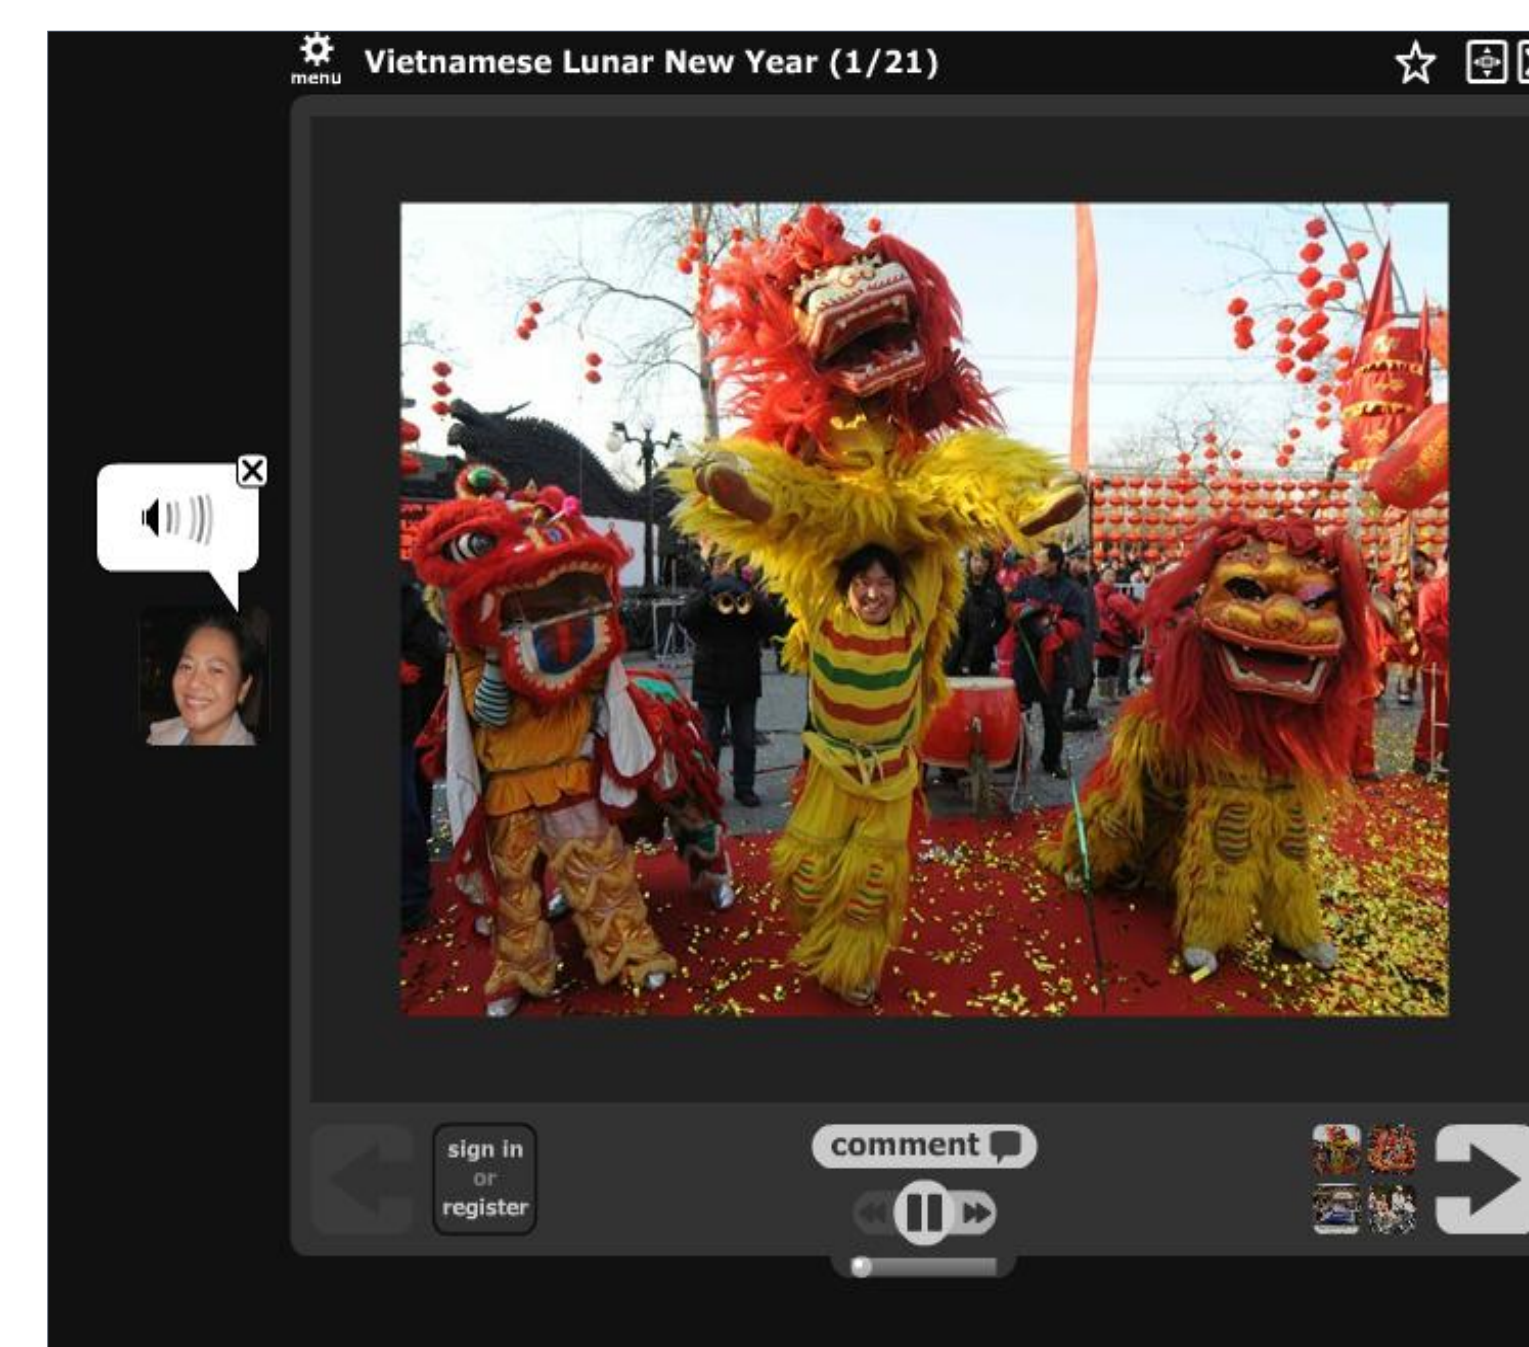 menu
Vietnamese Lunar New Year (1/21)
sign in
or
register
comment